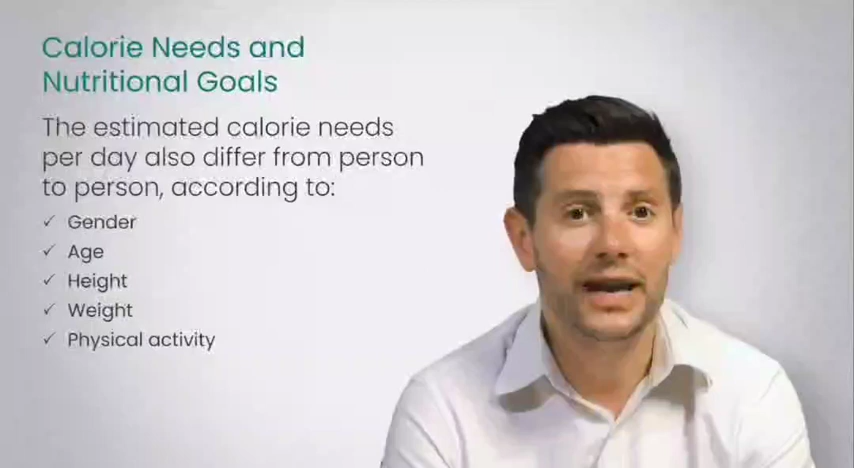 Calorie Needs and
Nutritional Goals
The estimated calorie needs
per day also differ from person
to person, according to:
✓ Gender
✓ Age
✓ Height
✓ Weight
✓ Physical activity